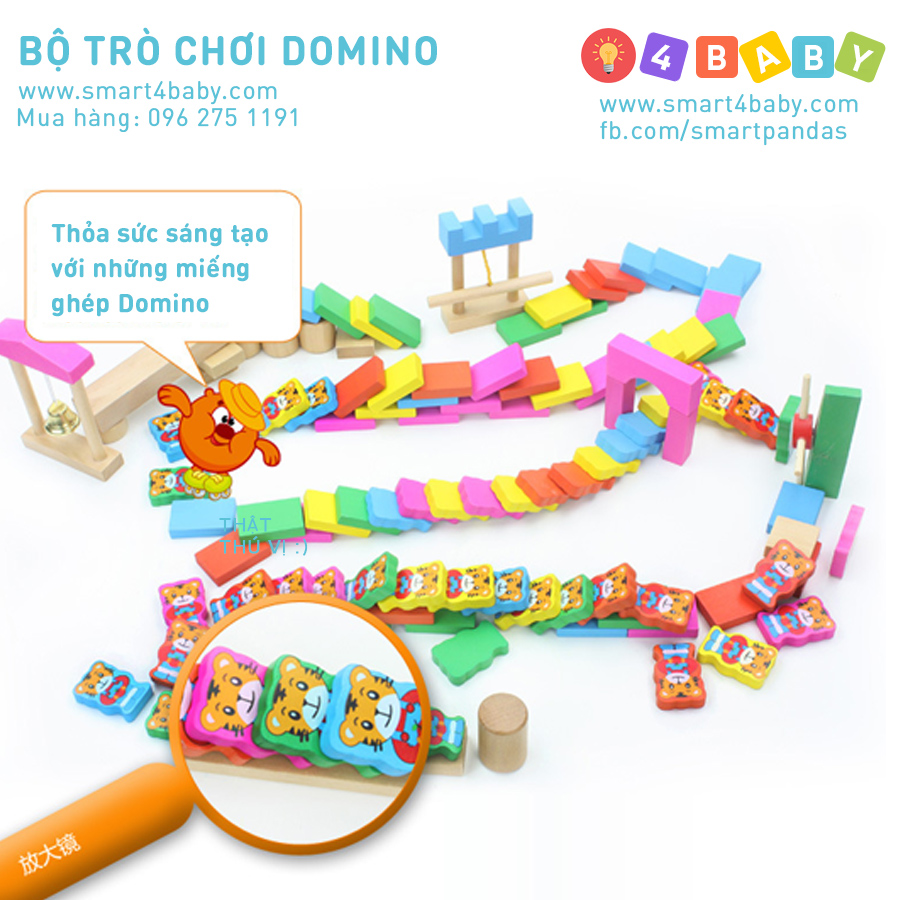 BỘ TRÒ CHƠI DOMINO
www.smart4baby.com
Mua hàng: 096 275 1191
4 BABY
www.smart4baby.com
fb.com/smartpandas
Thỏa sức sáng tạo
với những miếng
ghép Domino
THẬT
THÚ VỊ :)
放大镜